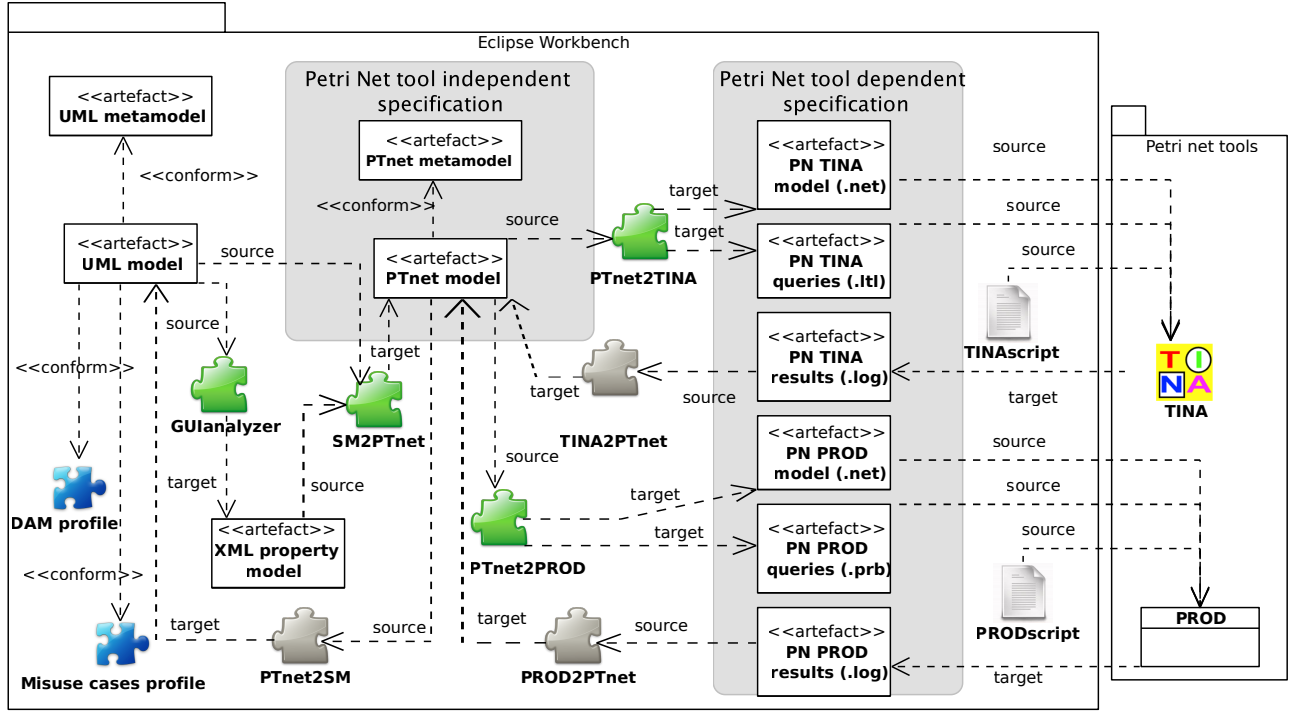 Eclipse Workbench
Petri Net tool independent
specification
Petri Net tool dependent
specification
Petri net tools
<<artefact>>
UML metamodel
<<conform>>
<<artefact>>
UML model
source
source
<<conform>>
<<conform>>
GUIanalyzer
target
<<artefact>>
XML property
model
source
DAM profile
Misuse cases profile
<<artefact>>
PTnet metamodel
<<conform>>
<<artefact>>
PTnet model
source
target
SM2PTnet
PTnet2TINA
target
target
target
TINA2PTnet
source
source
PTnet2PROD
target
target
target
PTnet2SM
source
target
PROD2PTnet
source
<<artefact>>
PN TINA
model (.net)
<<artefact>>
PN TINA
queries (.ltl)
<<artefact>>
PN TINA
results (.log)
<<artefact>>
PN PROD
model (.net)
<<artefact>>
PN PROD
queries (.prb)
<<artefact>>
PN PROD
results (.log)
source
source
source
TINAscript
target
T I
N A
TINA
source
source
source
PRODscript
PROD
target